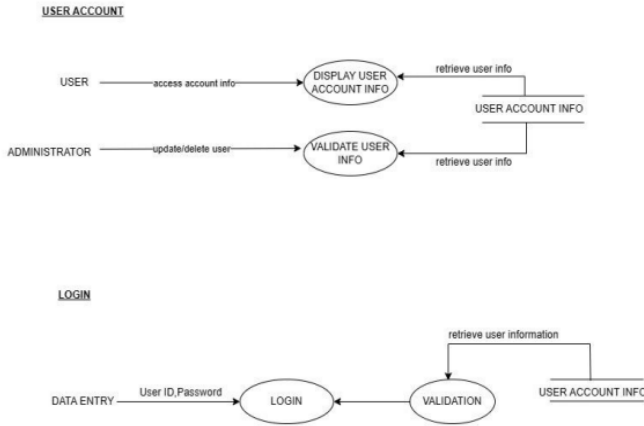 USER ACCOUNT
USER
access account info
DISPLAY USER
ACCOUNT INFO
retrieve user info
USER ACCOUNT INFO
ADMINISTRATOR
update/delete user
VALIDATE USER
INFO
retrieve user info
LOGIN
retrieve user information
DATA ENTRY
User ID,Password
LOGIN
VALIDATION
USER ACCOUNT INFO